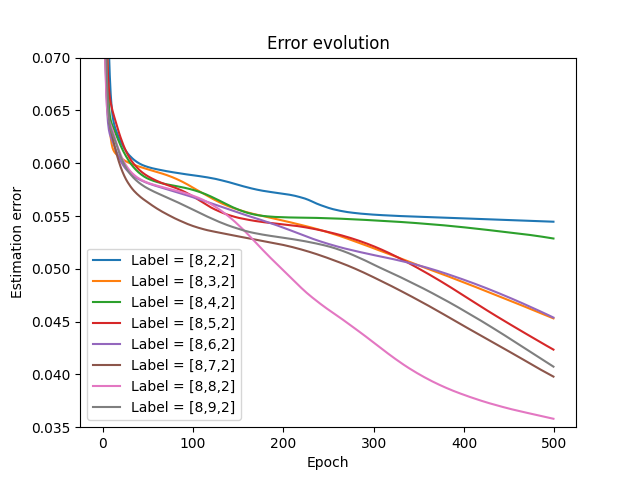 Error evolution
Estimation error
0.070
0.065
0.060
0.055
0.050
0.045
0.040
0.035
Label = [8,2,2]
Label = [8,3,2]
Label = [8,4,2]
Label = [8,5,2]
Label = [8,6,2]
Label = [8,7,2]
Label = [8,8,2]
Label = [8,9,2]
0 100 200 300 400 500
Epoch